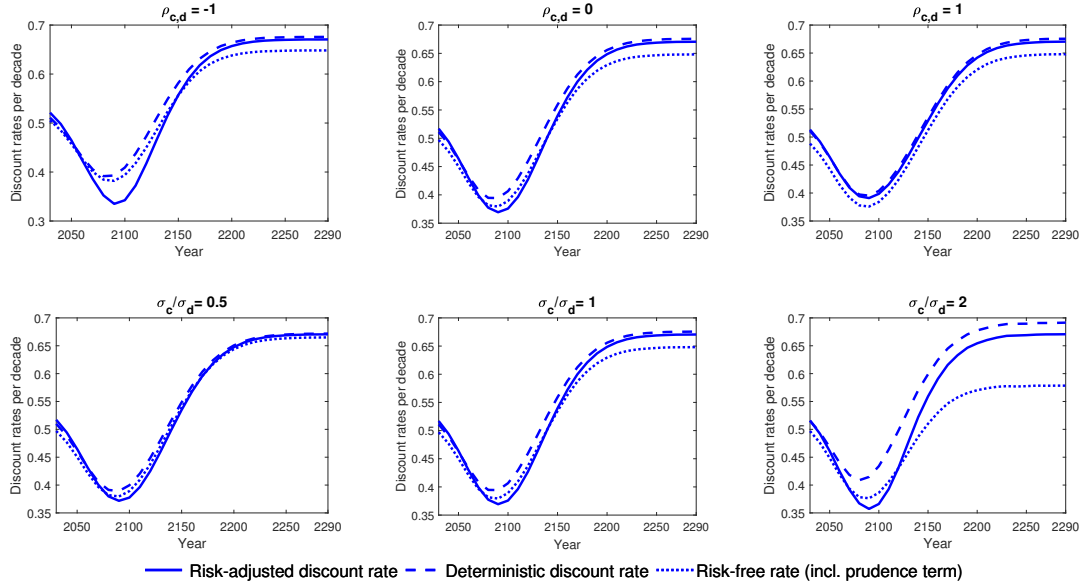 ρc,d = -1
ρc,d = 0
ρc,d = 1
Discount rates per decade
0.7
0.6
0.5
0.4
0.3
2050 2100 2150 2200 2250 2290
Year
Discount rates per decade
0.7
0.65
0.6
0.55
0.5
0.45
0.4
0.35
2050 2100 2150 2200 2250 2290
Year
Discount rates per decade
0.7
0.65
0.6
0.55
0.5
0.45
0.4
0.35
2050 2100 2150 2200 2250 2290
Year
σc/σd= 0.5
σc/σd= 1
σc/σd= 2
Discount rates per decade
0.7
0.65
0.6
0.55
0.5
0.45
0.4
0.35
2050 2100 2150 2200 2250 2290
Year
Discount rates per decade
0.7
0.65
0.6
0.55
0.5
0.45
0.4
0.35
2050 2100 2150 2200 2250 2290
Year
Discount rates per decade
0.7
0.65
0.6
0.55
0.5
0.45
0.4
0.35
2050 2100 2150 2200 2250 2290
Year
Risk-adjusted discount rate Deterministic discount rate Risk-free rate (incl. prudence term)